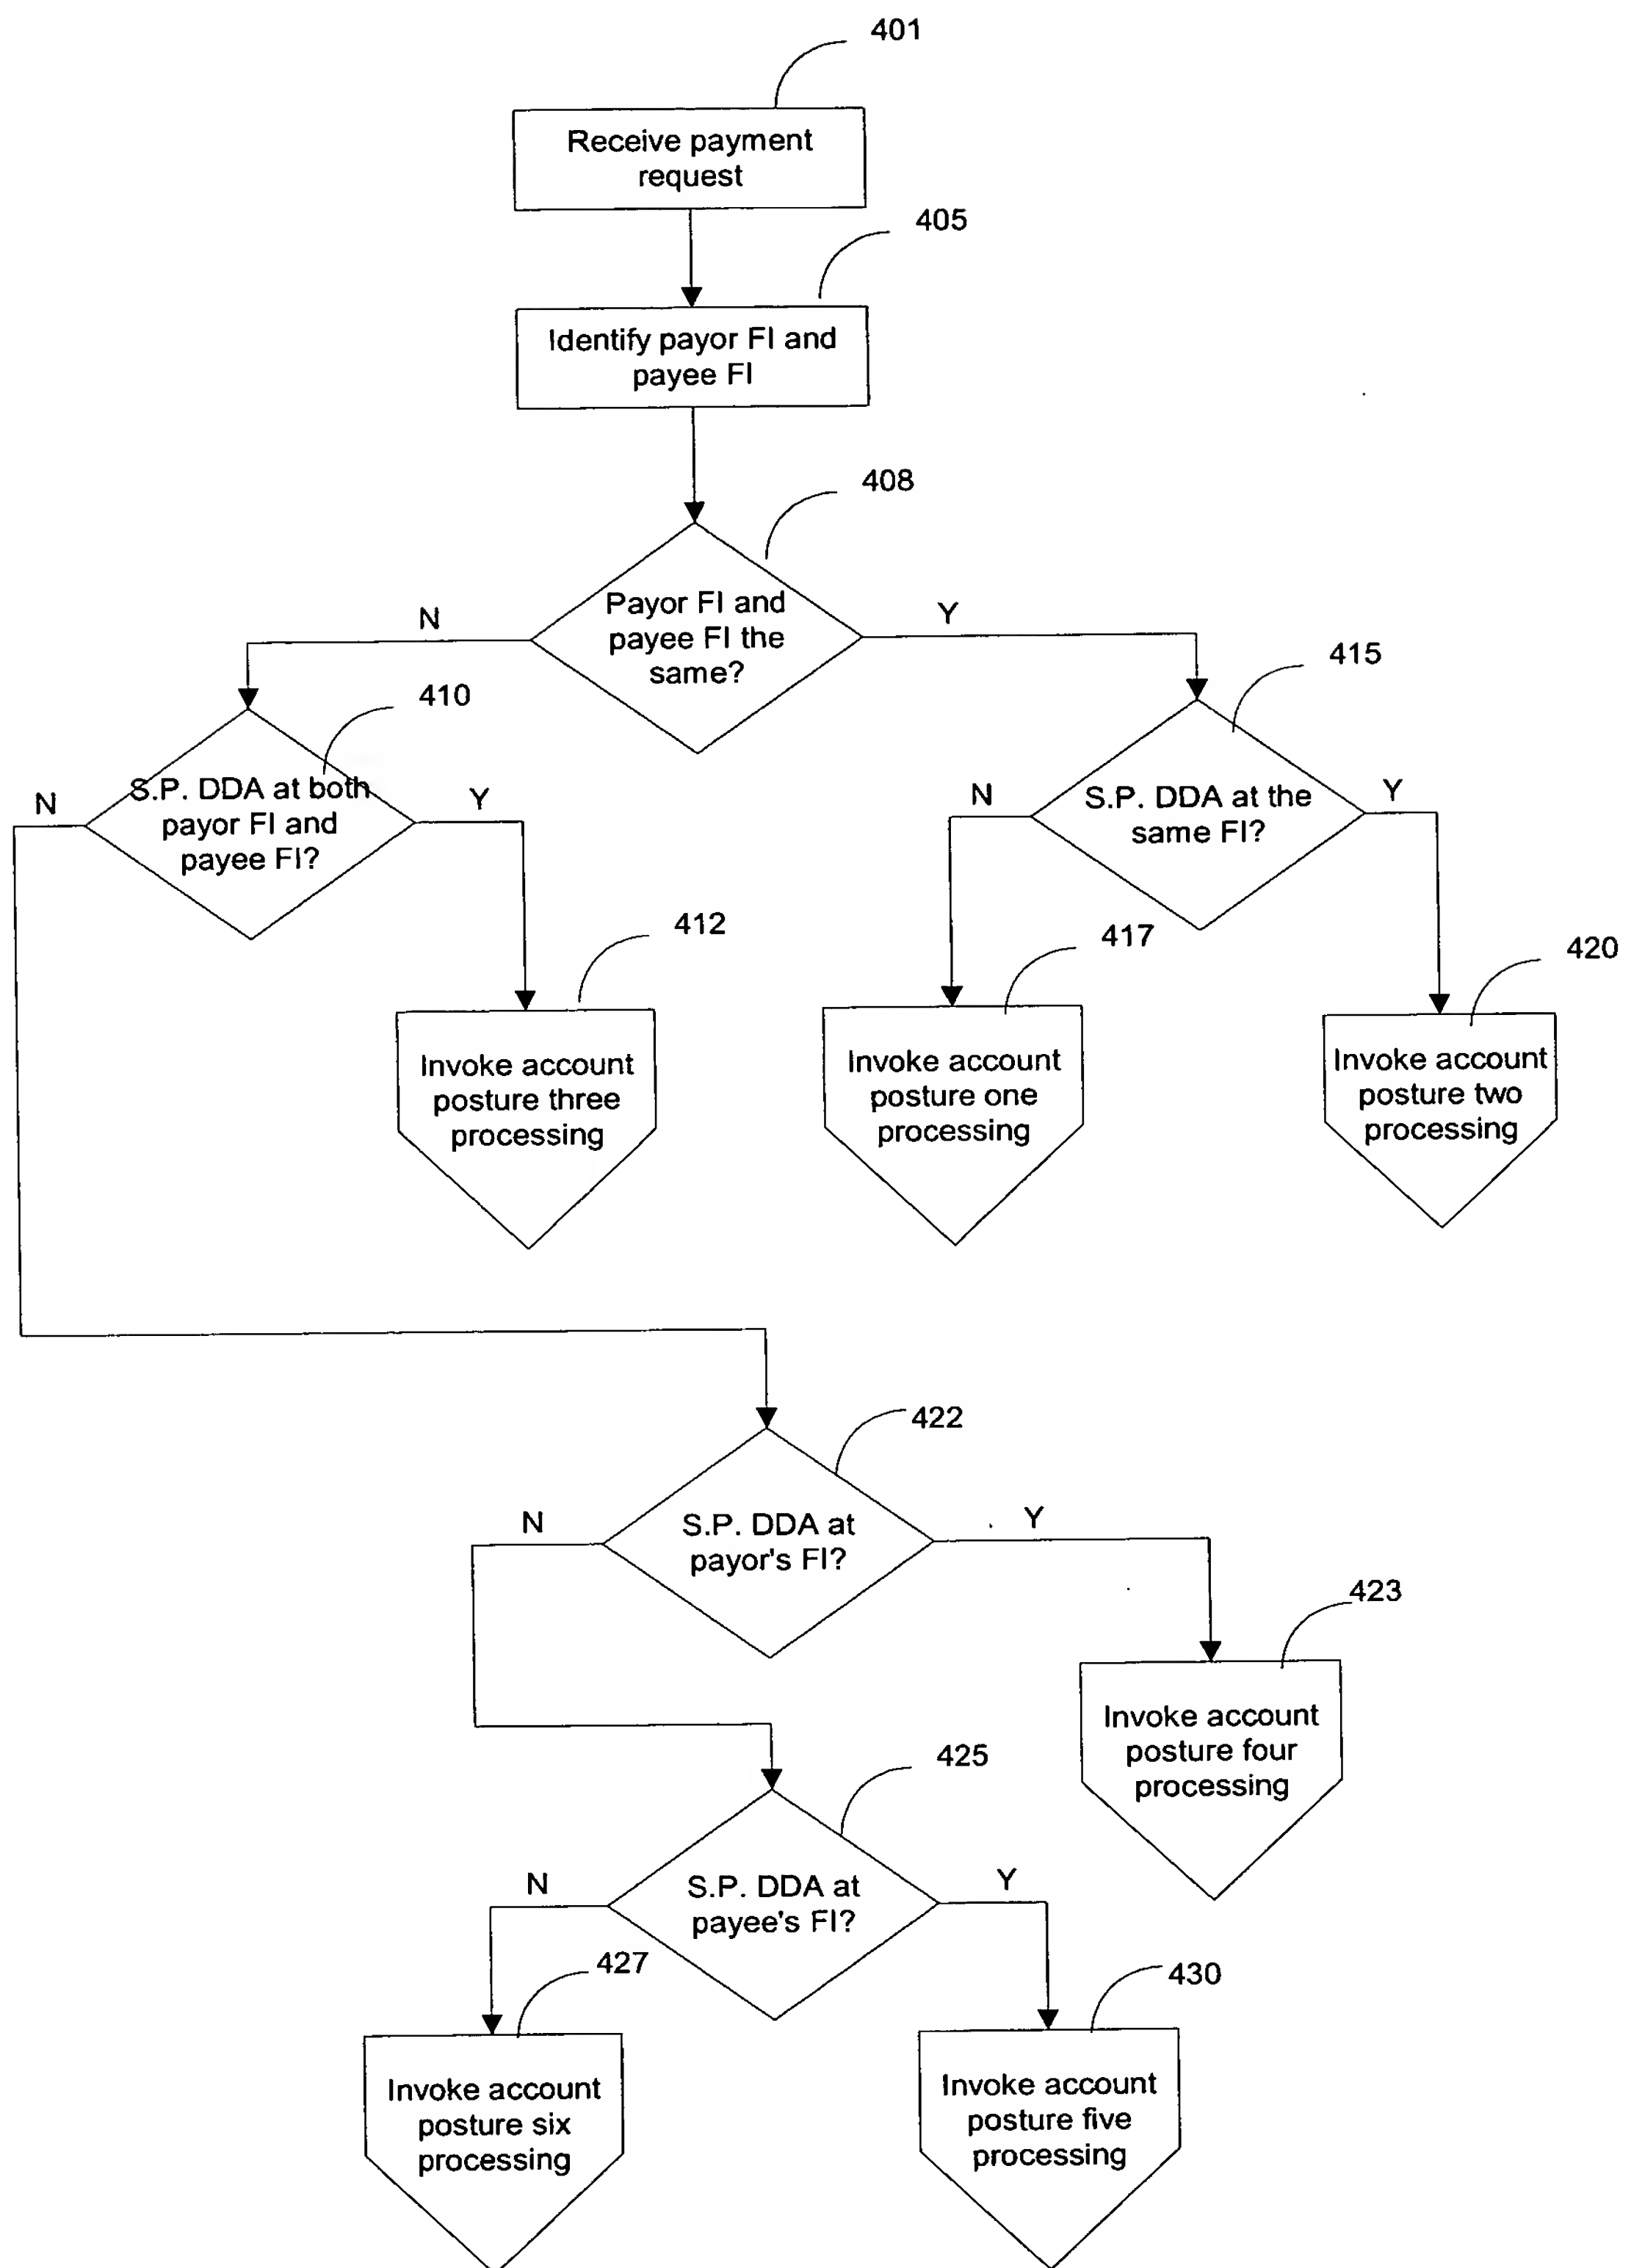 401
Receive payment
request
405
Identify payor FI and
payee FI
408
Payor FI and
payee FI the
same?
N
Y
410
415
S.P. DDA at both
payor FI and
payee FI?
N
Y
S.P. DDA at the
same FI?
N
Y
412
417
420
Invoke account
posture three
processing
Invoke account
posture one
processing
Invoke account
posture two
processing
422
S.P. DDA at
payor's FI?
N
Y
423
Invoke account
posture four
processing
425
S.P. DDA at
payee's FI?
N
Y
427
430
Invoke account
posture six
processing
Invoke account
posture five
processing